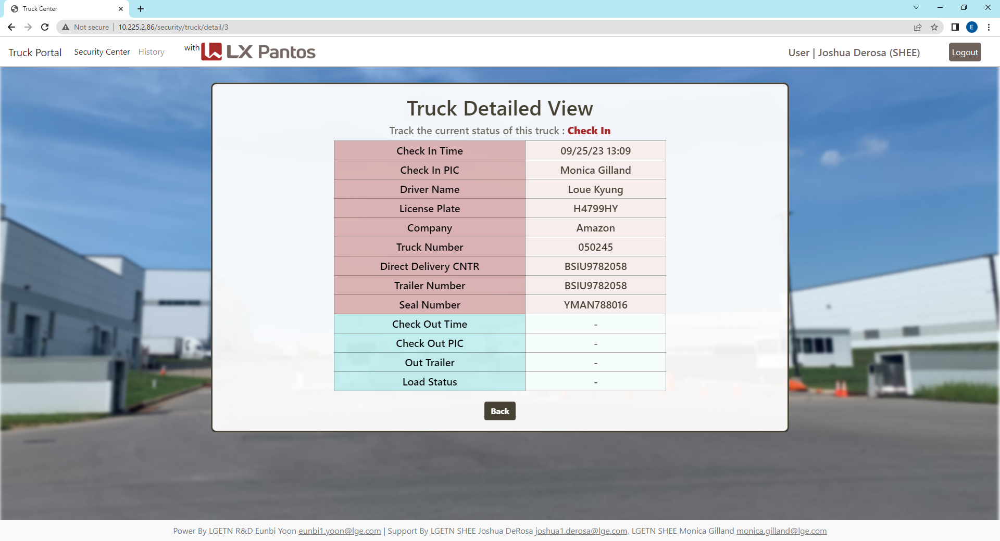 Truck Center
Not secure 10.225.2.86/security/truck/detail/3
E
Truck Portal Security Center History with LX Pantos User | Joshua Derosa (SHEE) Logout
Truck Detailed View
Track the current status of this truck : Check In
Check In Time 09/25/23 13:09
Check In PIC Monica Gilland
Driver Name Loue Kyung
License Plate H4799HY
Company Amazon
Truck Number 050245
Direct Delivery CNTR BSIU9782058
Trailer Number BSIU9782058
Seal Number YMAN788016
Check Out Time -
Check Out PIC -
Out Trailer -
Load Status -
Back
Power By LGETN R&D Eunbi Yoon eunbi1.yoon@lge.com | Support By LGETN SHEE Joshua DeRosa joshua1.derosa@lge.com, LGETN SHEE Monica Gilland monica.gilland@lge.com